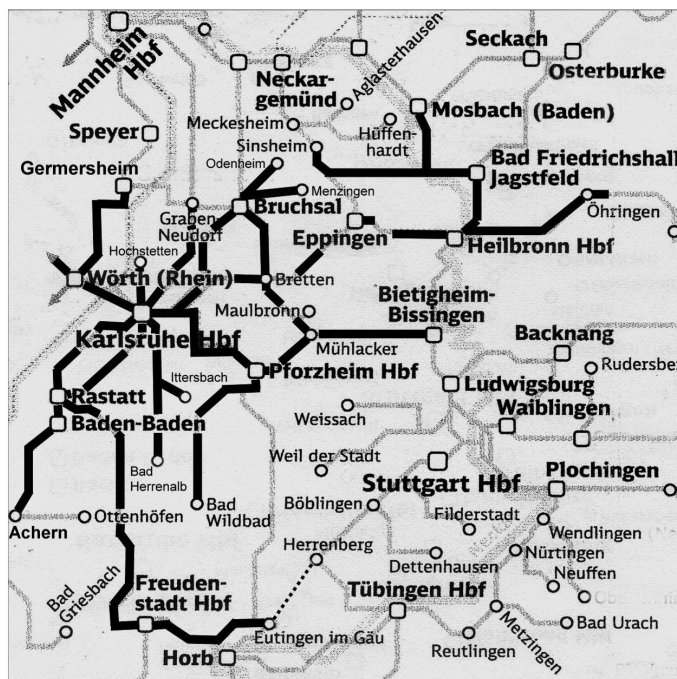 Mannheim
Hbf
Neckar-
gemünd
Aglasterhausen
Seckach
Osterburke
Mosbach (Baden)
Speyer
Meckesheim
Hüffen-
hardt
Sinsheim
Odenheim
Germersheim
Bad Friedrichshall
Jagstfeld
Menzingen
Bruchsal
Graben-
Neudorf
Öhringen
Eppingen
Heilbronn Hbf
Hochstetten
Wörth (Rhein)
Bretten
Maulbronn
Bietigheim-
Bissingen
Karlsruhe Hbf
Mühlacker
Backnang
Pforzheim Hbf
Rudersber
Ludwigsburg
Rastatt
Ittersbach
Waiblingen
Weissach
Baden-Baden
Weil der Stadt
Bad
Herrenalb
Stuttgart Hbf
Plochingen
Bad
Wildbad
Böblingen
Filderstadt
Achern
Ottenhöfen
Wendlingen
Herrenberg
Nürtingen
Dettenhausen
Neuffen
Bad
Griesbach
Freuden-
stadt Hbf
Tübingen Hbf
Eutingen im Gäu
Metzingen
Bad Urach
Horb
Reutlingen